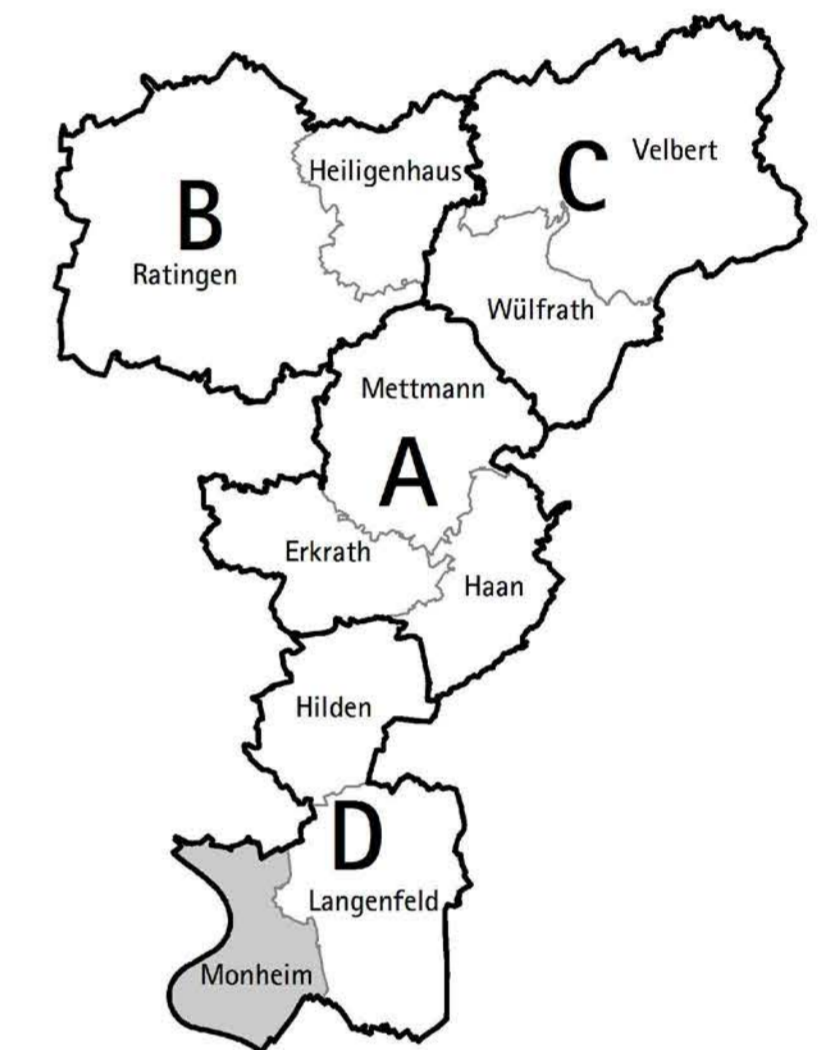 Velbert
C
Heiligenhaus
B
Ratingen
Wülfrath
Mettmann
A
Erkrath
Haan
Hilden
D
Langenfeld
Monheim